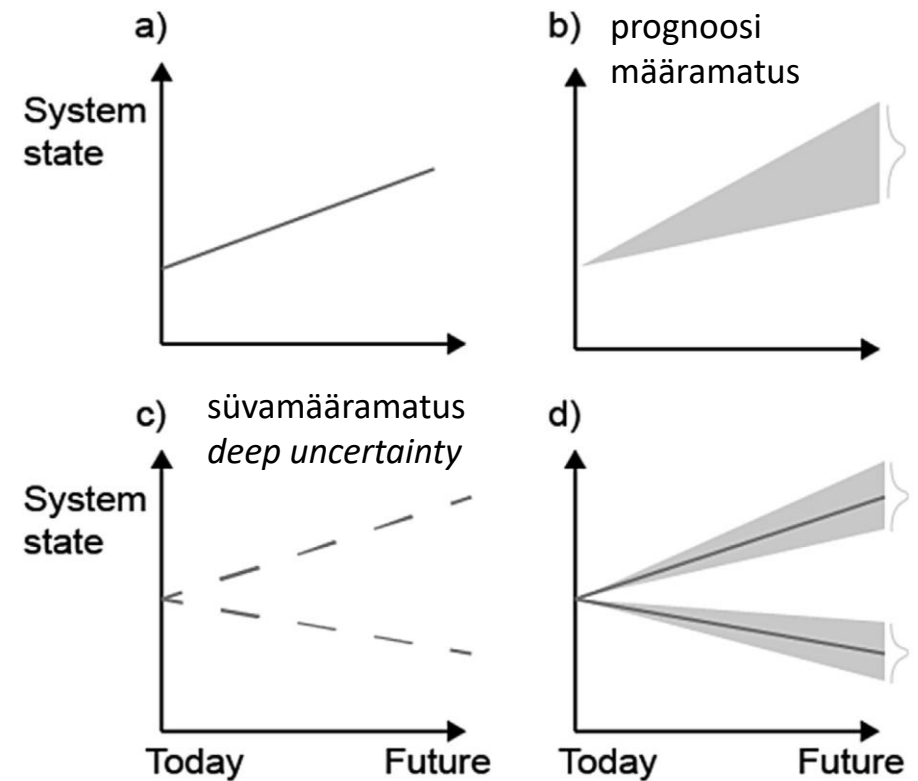 a)
System
state
b) prognoosi
määramatus
c) süvamääramatus
deep uncertainty
System
state
d)
Today Future
Today Future